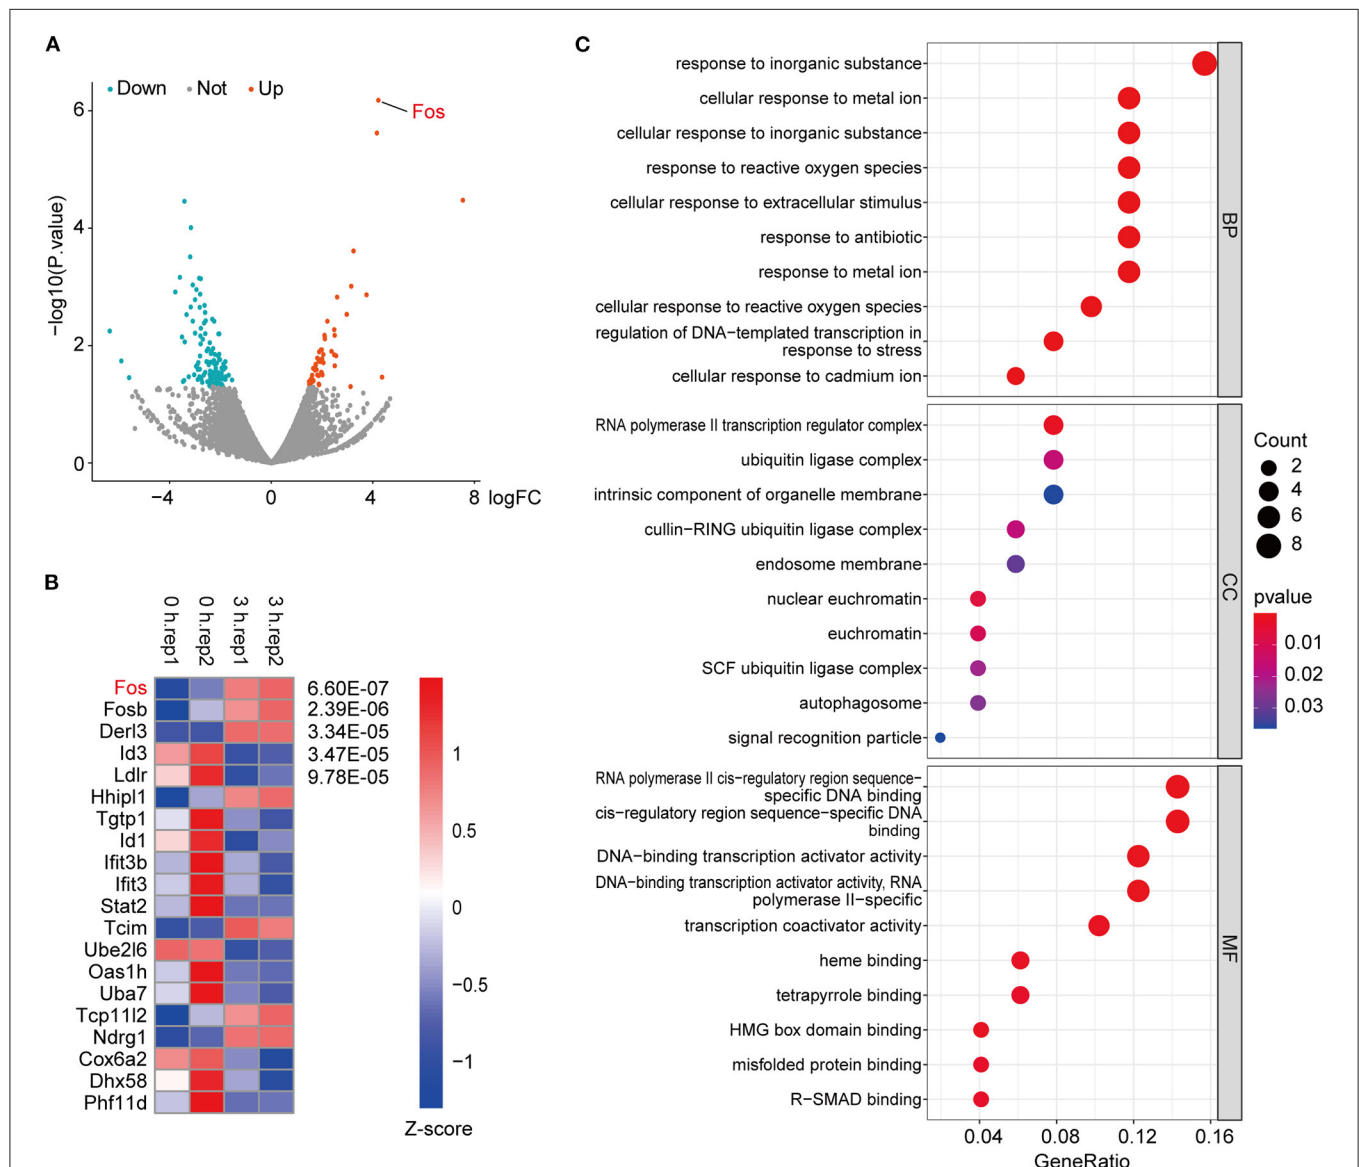 A
Down Not Up
Fos
6
4
2
0
−log10(P.value)
−4 0 4 8 logFC
B
0 h.rep1
0 h.rep2
3 h.rep1
3 h.rep2
Fos 6.60E-07
Fosb 2.39E-06
Derl3 3.34E-05
Id3 3.47E-05
Ldlr 9.78E-05
Hhipl1
Tgtp1
Id1
Ifit3b
Ifit3
Stat2
Tcim
Ube2l6
Oas1h
Uba7
Tcp11l2
Ndrg1
Cox6a2
Dhx58
Phf11d
1
0.5
0
−0.5
−1
Z-score
C
response to inorganic substance
cellular response to metal ion
cellular response to inorganic substance
response to reactive oxygen species
cellular response to extracellular stimulus
response to antibiotic
response to metal ion
cellular response to reactive oxygen species
regulation of DNA−templated transcription in
response to stress
cellular response to cadmium ion
BP
RNA polymerase II transcription regulator complex
ubiquitin ligase complex
intrinsic component of organelle membrane
cullin−RING ubiquitin ligase complex
endosome membrane
nuclear euchromatin
euchromatin
SCF ubiquitin ligase complex
autophagosome
signal recognition particle
CC
RNA polymerase II cis−regulatory region sequence−
specific DNA binding
cis−regulatory region sequence−specific DNA
binding
DNA−binding transcription activator activity
DNA−binding transcription activator activity, RNA
polymerase II−specific
transcription coactivator activity
heme binding
tetrapyrrole binding
HMG box domain binding
misfolded protein binding
R−SMAD binding
MF
0.04 0.08 0.12 0.16
GeneRatio
Count
2
4
6
8
pvalue
0.01
0.02
0.03